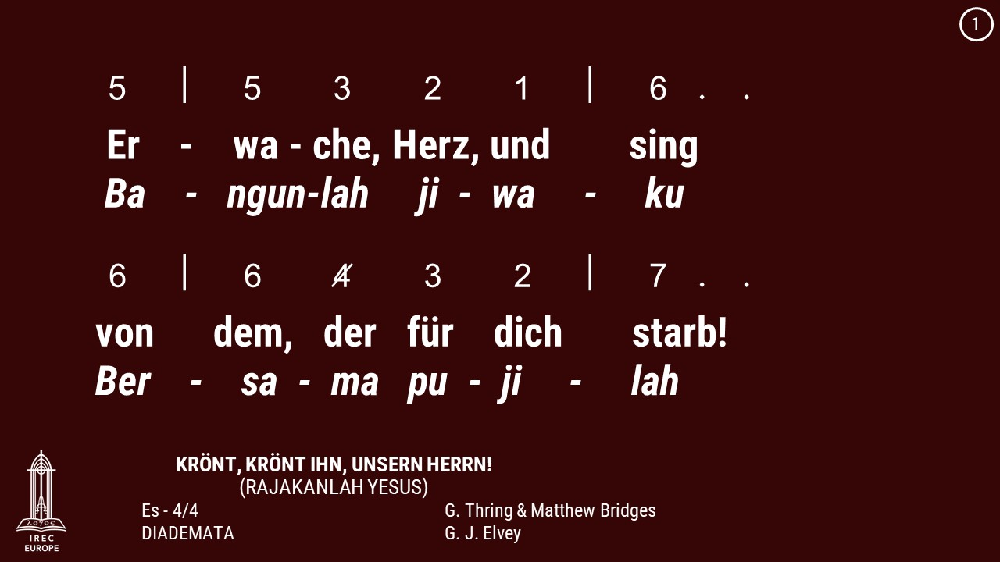 1
5 | 5 3 2 1 | 6 . .
Er - wa - che, Herz, und sing
Ba - ngun-lah ji - wa - ku
6 | 6 4̸ 3 2 | 7 . .
von dem, der für dich starb!
Ber - sa - ma pu - ji - lah
KRÖNT, KRÖNT IHN, UNSERN HERRN!
(RAJAKANLAH YESUS)
Es - 4/4 G. Thring & Matthew Bridges
DIADEMATA G. J. Elvey
λογος
IREC
EUROPE